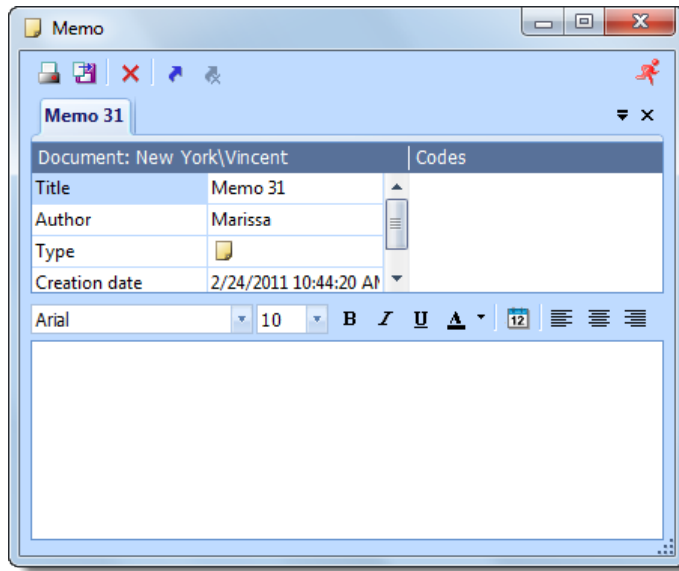 Memo
Memo 31
Document: New York\Vincent Codes
Title Memo 31
Author Marissa
Type
Creation date 2/24/2011 10:44:20 AM
Arial 10 B I U A 12